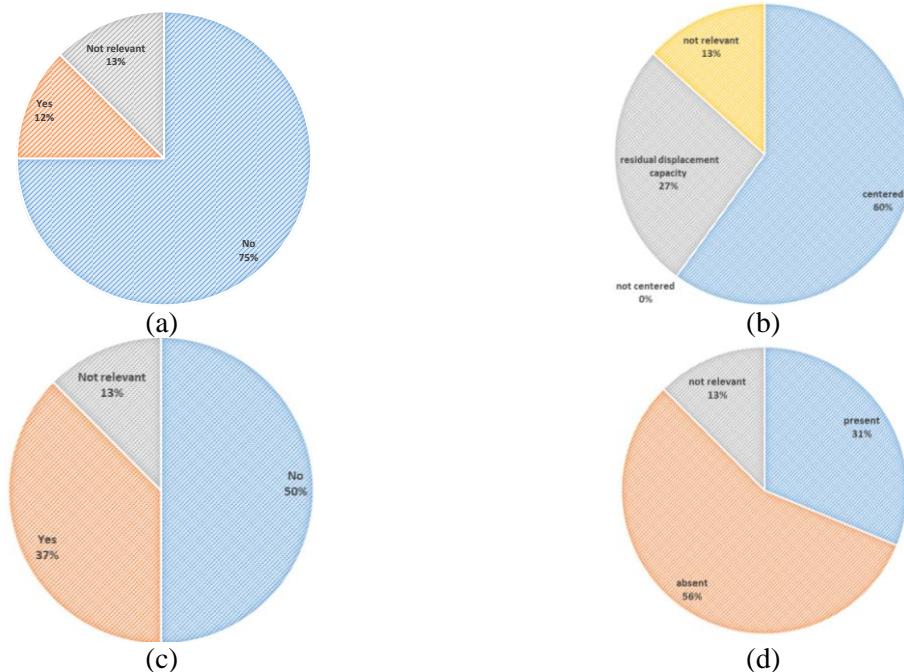 Not relevant
13%
Yes
12%
No
75%
(a)
not relevant
13%
residual displacement
capacity
27%
centered
60%
not centered
0%
(b)
Not relevant
13%
No
50%
Yes
37%
(c)
not relevant
13%
present
31%
absent
56%
(d)